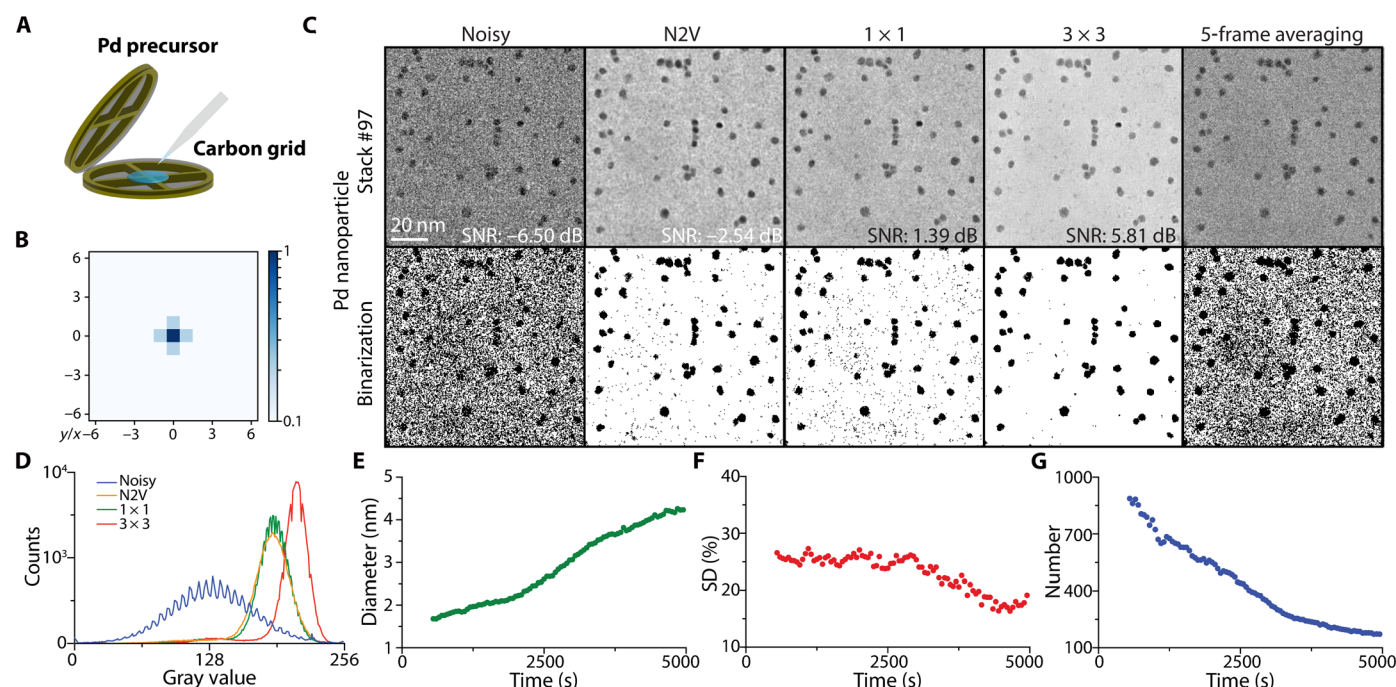 A
Pd precursor
Carbon grid
B
6
3
0
−3
−6
y/x−6
−3
0
3
6
1
0.1
C
Noisy
N2V
1 × 1
3 × 3
5-frame averaging
Pd nanoparticle
Stack #97
20 nm
SNR: −6.50 dB
SNR: −2.54 dB
SNR: 1.39 dB
SNR: 5.81 dB
Binarization
D
Counts
10⁴
10³
0
Noisy
N2V
1 × 1
3 × 3
0
128
256
Gray value
E
Diameter (nm)
5
4
3
2
1
0
2500
5000
Time (s)
F
SD (%)
40
30
20
10
0
2500
5000
Time (s)
G
Number
1000
700
400
100
0
2500
5000
Time (s)